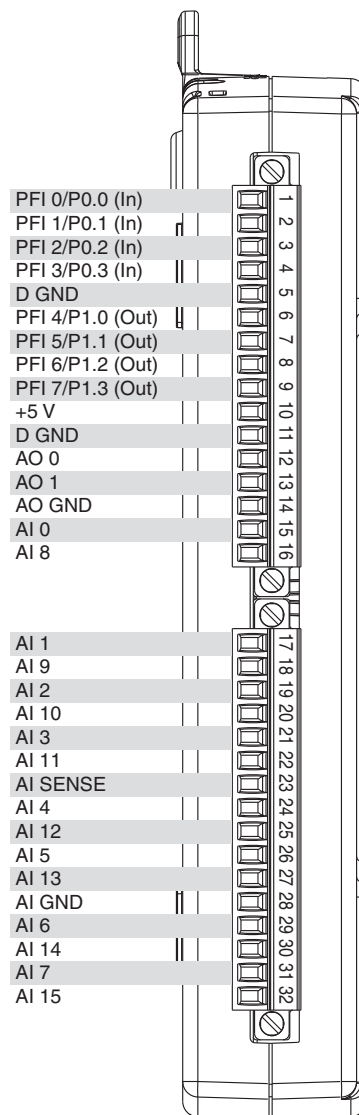 PFI 0/P0.0 (In) 1
PFI 1/P0.1 (In) 2
PFI 2/P0.2 (In) 3
PFI 3/P0.3 (In) 4
D GND 5
PFI 4/P1.0 (Out) 6
PFI 5/P1.1 (Out) 7
PFI 6/P1.2 (Out) 8
PFI 7/P1.3 (Out) 9
+5 V 10
D GND 11
AO 0 12
AO 1 13
AO GND 14
AI 0 15
AI 8 16
AI 1 17
AI 9 18
AI 2 19
AI 10 20
AI 3 21
AI 11 22
AI SENSE 23
AI 4 24
AI 12 25
AI 5 26
AI 13 27
AI GND 28
AI 6 29
AI 14 30
AI 7 31
AI 15 32